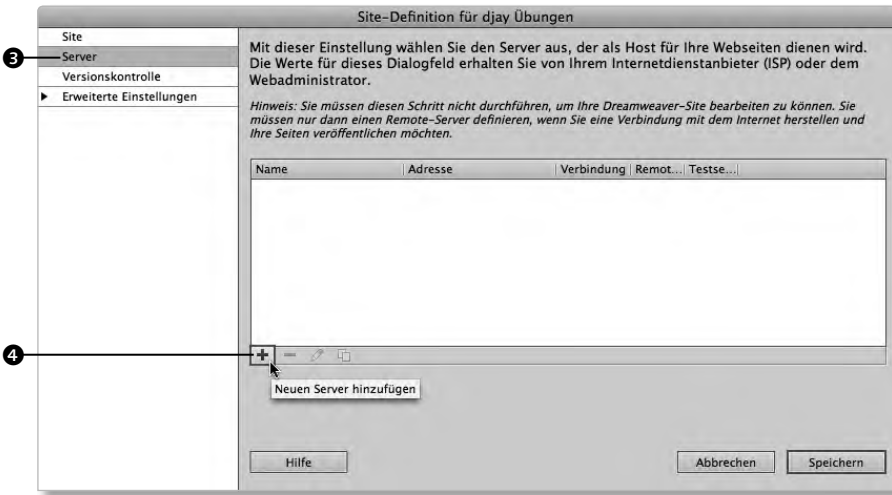 Site-Definition für djay Übungen
Site
❸ Server
Versionskontrolle
Erweiterte Einstellungen
Mit dieser Einstellung wählen Sie den Server aus, der als Host für Ihre Webseiten dienen wird.
Die Werte für dieses Dialogfeld erhalten Sie von Ihrem Internetdienstanbieter (ISP) oder dem
Webadministrator.
Hinweis: Sie müssen diesen Schritt nicht durchführen, um Ihre Dreamweaver-Site bearbeiten zu können. Sie
müssen nur dann einen Remote-Server definieren, wenn Sie eine Verbindung mit dem Internet herstellen und
Ihre Seiten veröffentlichen möchten.
Name Adresse Verbindung Remot... Testse...
❹
Neuen Server hinzufügen
Hilfe Abbrechen Speichern